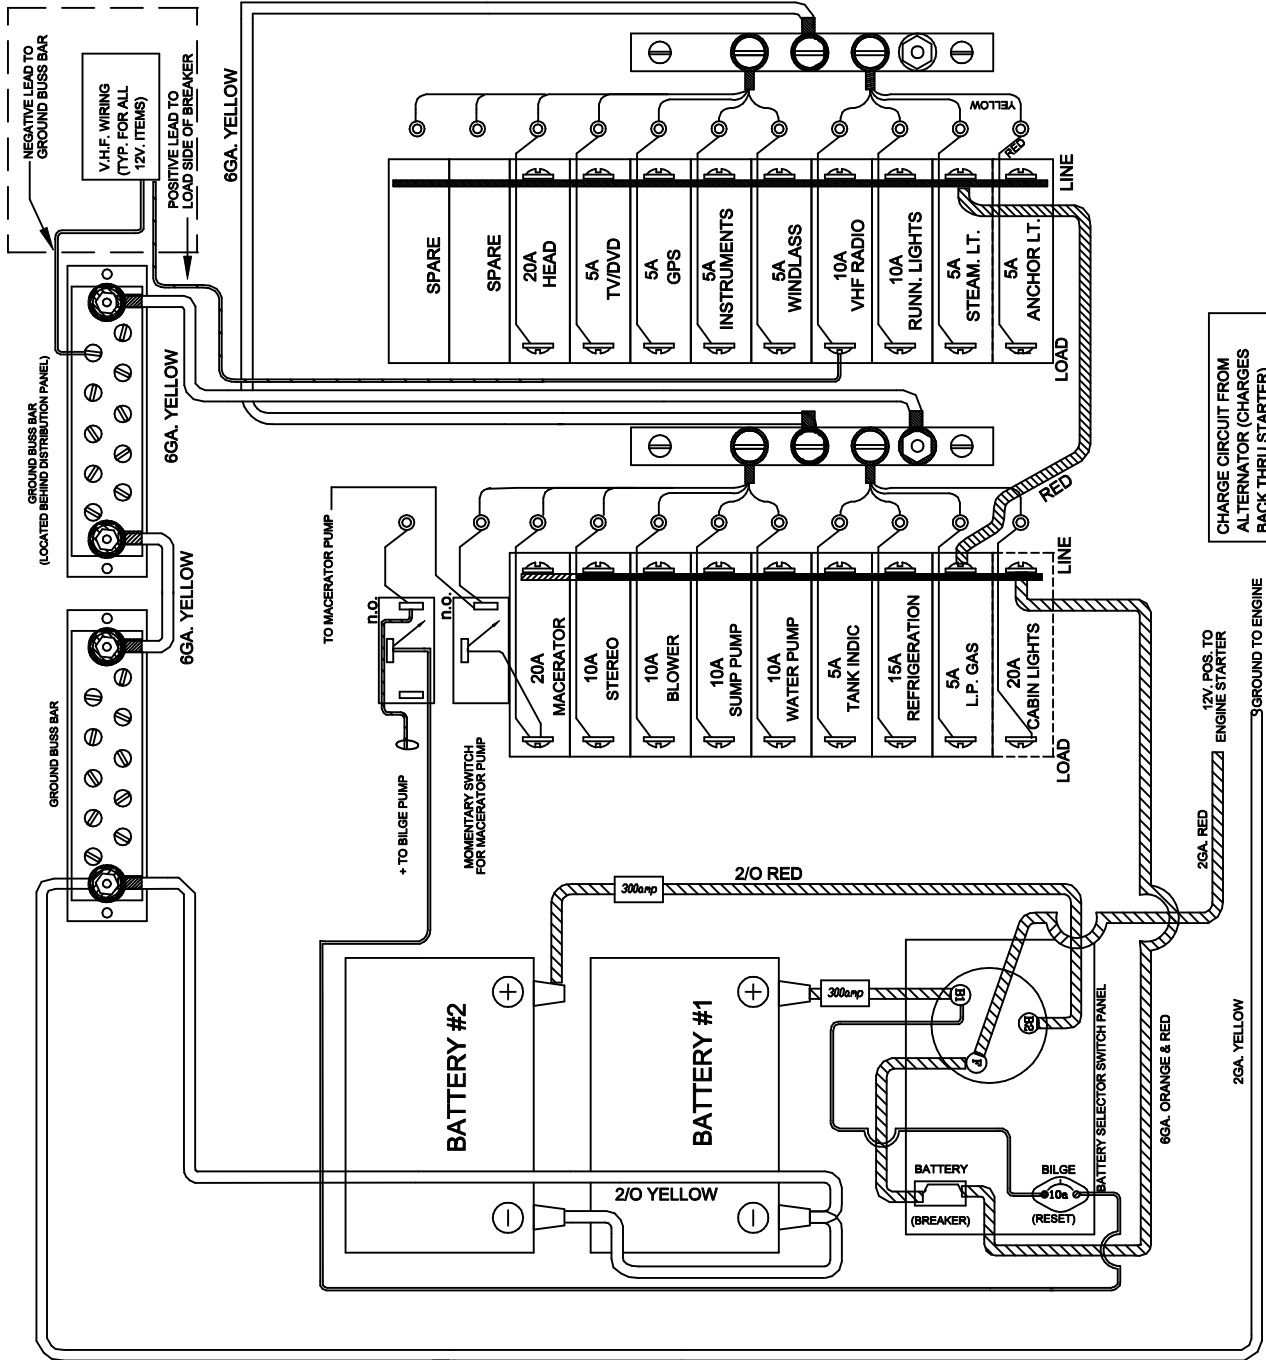 NEGATIVE LEAD TO
GROUND BUSS BAR
V.H.F. WIRING
(TYP. FOR ALL
12V. ITEMS)
POSITIVE LEAD TO
LOAD SIDE OF BREAKER
6GA. YELLOW
YELLOW
RED
LINE
SPARE
SPARE
20A
HEAD
5A
TV/DVD
5A
GPS
5A
INSTRUMENTS
5A
WINDLASS
10A
VHF RADIO
10A
RUNN. LIGHTS
5A
STEAM. LT.
5A
ANCHOR LT.
LOAD
GROUND BUSS BAR
(LOCATED BEHIND DISTRIBUTION PANEL)
6GA. YELLOW
6GA. YELLOW
RED
CHARGE CIRCUIT FROM
ALTERNATOR (CHARGES
BACK THRU STARTER)
TO MACERATOR PUMP
n.o.
n.o.
LINE
20A
MACERATOR
10A
STEREO
10A
BLOWER
10A
SUMP PUMP
10A
WATER PUMP
5A
TANK INDIC
15A
REFRIGERATION
5A
L.P. GAS
20A
CABIN LIGHTS
LOAD
GROUND BUSS BAR
+ TO BILGE PUMP
MOMENTARY SWITCH
FOR MACERATOR PUMP
12V. POS. TO
ENGINE STARTER
GROUND TO ENGINE
2GA. RED
300amp
2/O RED
BATTERY #2
BATTERY #1
300amp
B1
B2
F
BATTERY SELECTOR SWITCH PANEL
6GA. ORANGE & RED
2GA. YELLOW
2/O YELLOW
BATTERY
(BREAKER)
BILGE
10a
(RESET)